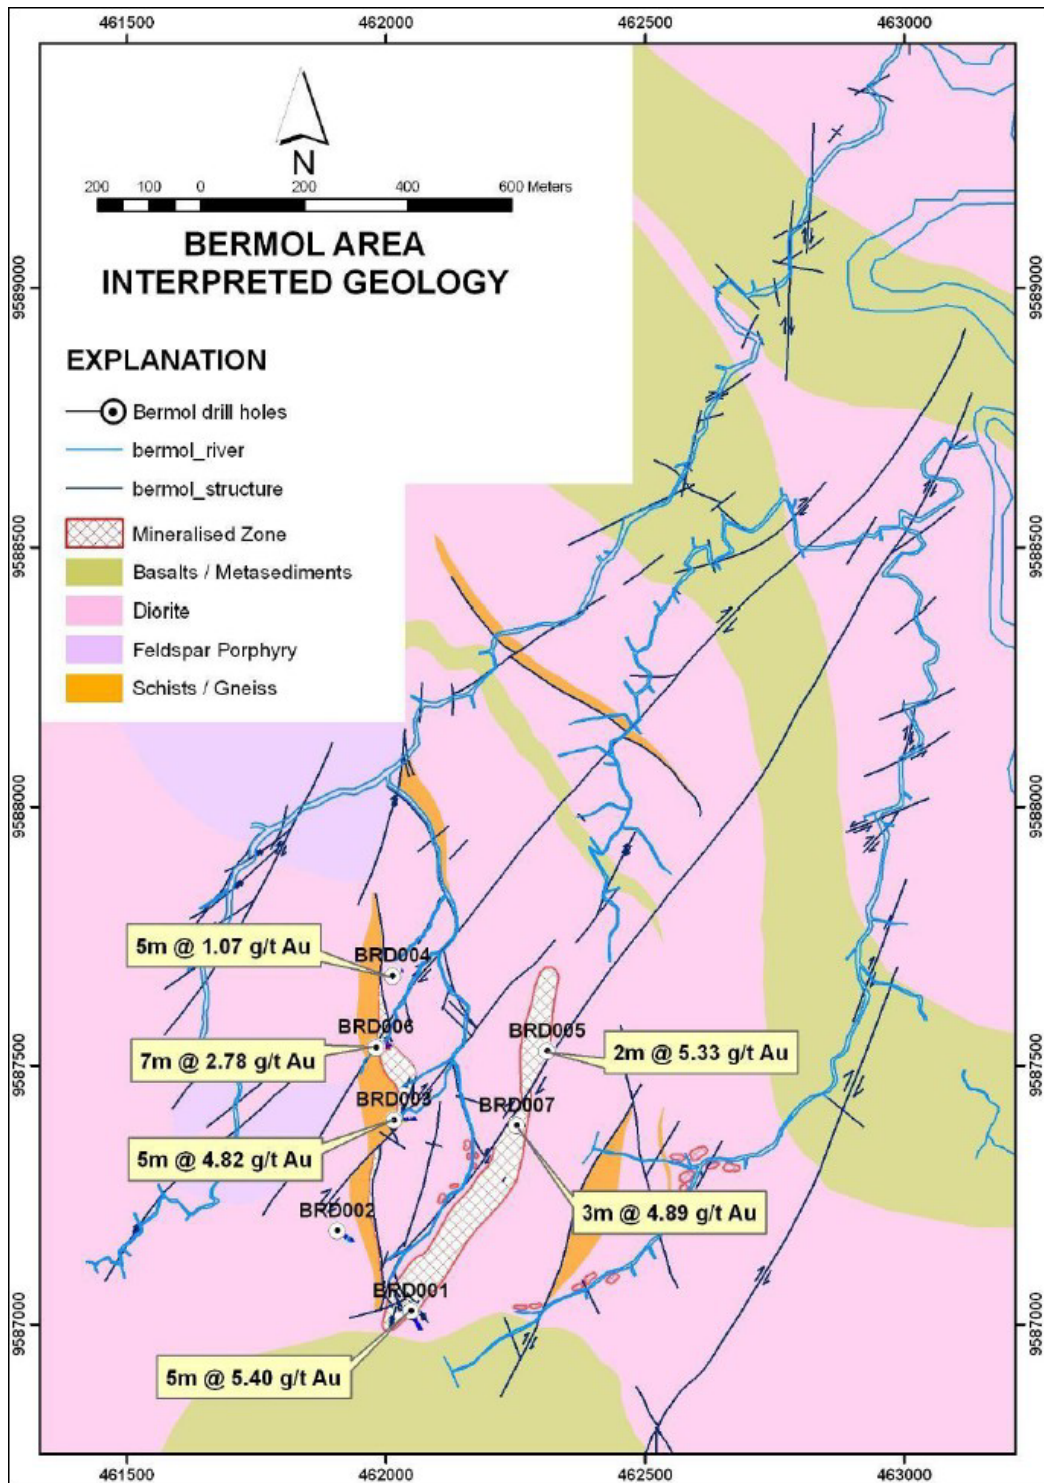 461500 462000 462500 463000
N
200 100 0 200 400 600 Meters
BERMOL AREA
INTERPRETED GEOLOGY
EXPLANATION
Bermol drill holes
bermol_river
bermol_structure
Mineralised Zone
Basalts / Metasediments
Diorite
Feldspar Porphyry
Schists / Gneiss
9589000 9589000
9588500 9588500
9588000 9588000
5m @ 1.07 g/t Au
BRD004
BRD006
BRD005
7m @ 2.78 g/t Au
2m @ 5.33 g/t Au
9587500 9587500
BRD003
BRD007
5m @ 4.82 g/t Au
BRD002
3m @ 4.89 g/t Au
BRD001
9587000 9587000
5m @ 5.40 g/t Au
461500 462000 462500 463000